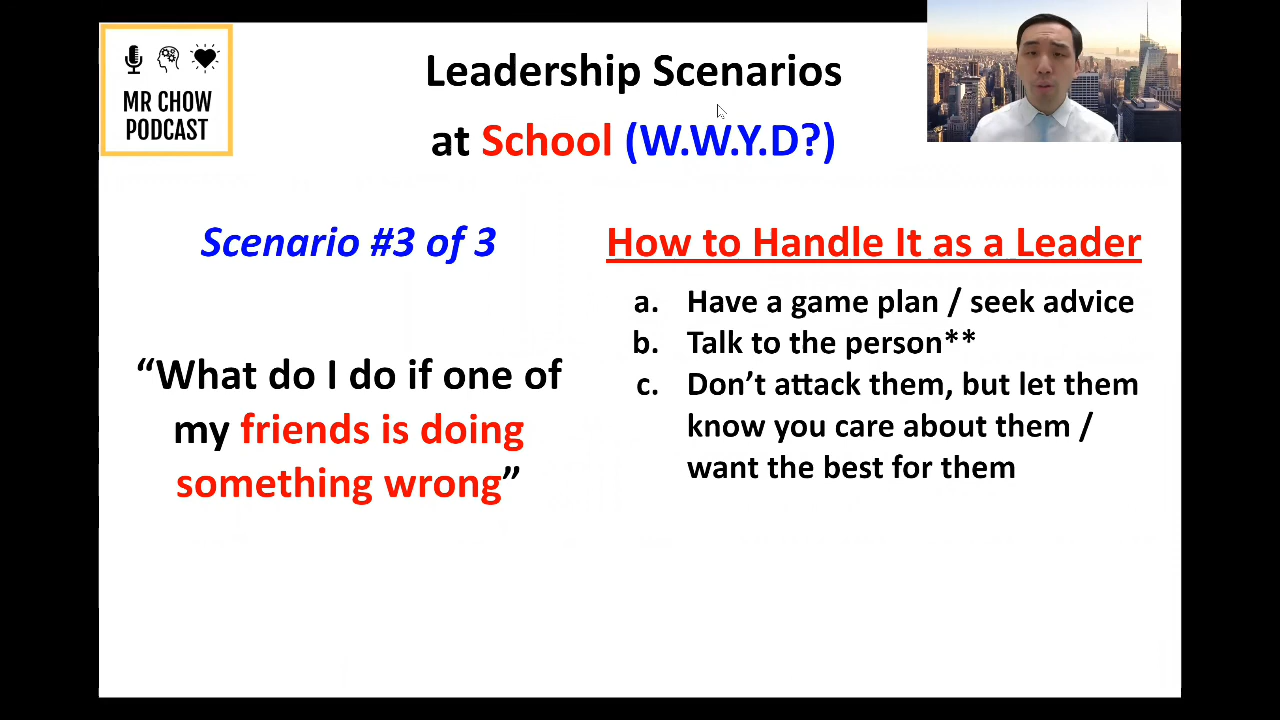 MR CHOW
PODCAST
Leadership Scenarios
at School (W.W.Y.D?)
Scenario #3 of 3
“What do I do if one of
my friends is doing
something wrong”
How to Handle It as a Leader
a. Have a game plan / seek advice
b. Talk to the person**
c. Don’t attack them, but let them
know you care about them /
want the best for them